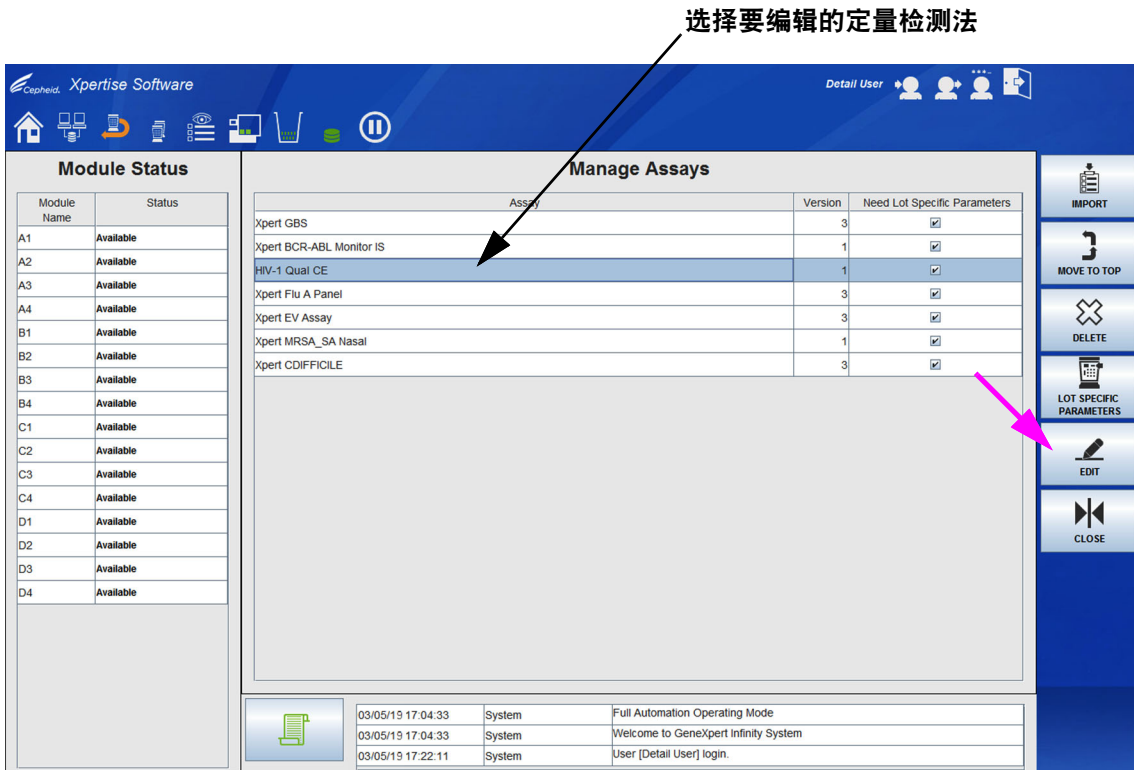 选择要编辑的定量检测法
Cepheid. Xpertise Software
Detail User
Module Status
Module Name Status
A1 Available
A2 Available
A3 Available
A4 Available
B1 Available
B2 Available
B3 Available
B4 Available
C1 Available
C2 Available
C3 Available
C4 Available
D1 Available
D2 Available
D3 Available
D4 Available
Manage Assays
Assay Version Need Lot Specific Parameters
Xpert GBS 3
Xpert BCR-ABL Monitor IS 1
HIV-1 Qual CE 1
Xpert Flu A Panel 3
Xpert EV Assay 3
Xpert MRSA_SA Nasal 1
Xpert CDIFFICILE 3
IMPORT
MOVE TO TOP
DELETE
LOT SPECIFIC
PARAMETERS
EDIT
CLOSE
03/05/19 17:04:33 System Full Automation Operating Mode
03/05/19 17:04:33 System Welcome to GeneXpert Infinity System
03/05/19 17:22:11 System User [Detail User] login.